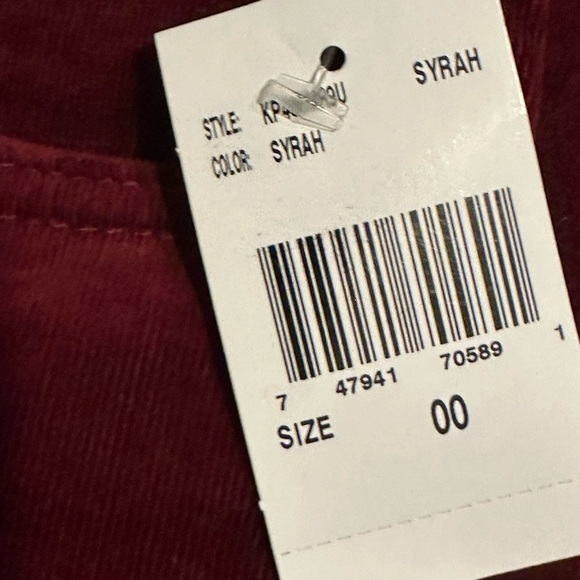 SYRAH
STYLE:
COLOR: SYRAH
7 47941 70589 1
SIZE 00